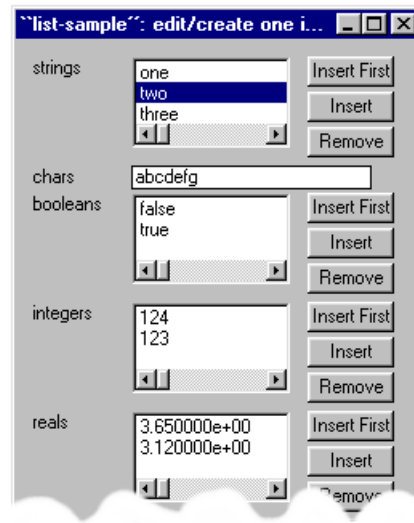 ``list-sample´´: edit/create one i...
strings
one
two
three
Insert First
Insert
Remove
chars
abcdefg
booleans
false
true
Insert First
Insert
Remove
integers
124
123
Insert First
Insert
Remove
reals
3.650000e+00
3.120000e+00
Insert First
Insert
Remove